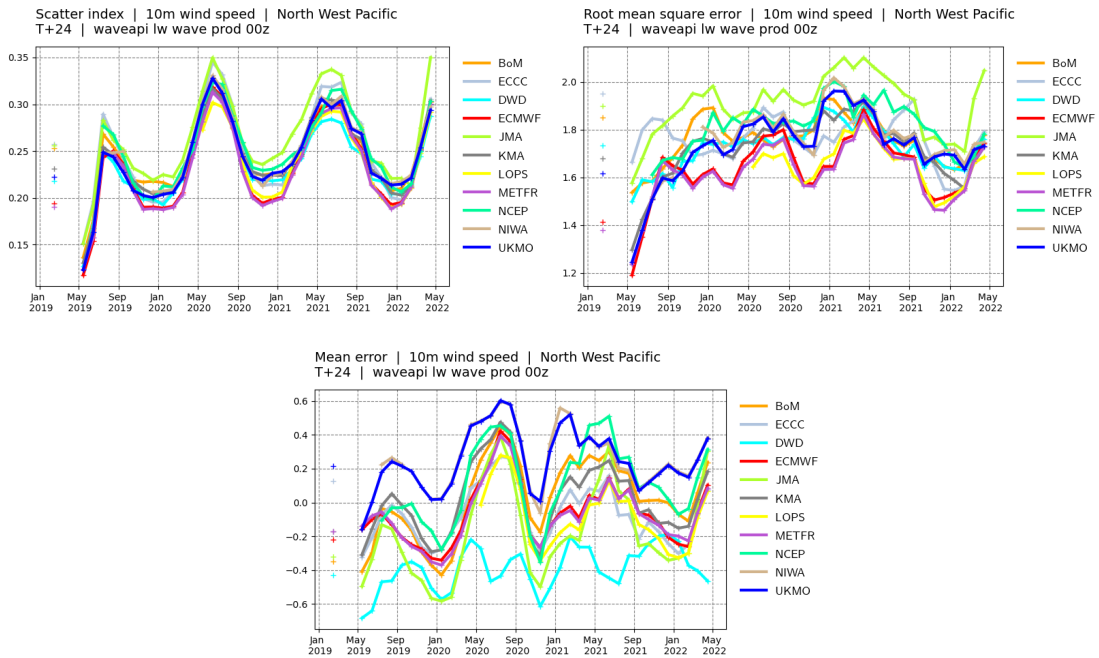 Scatter index | 10m wind speed | North West Pacific
T+24 | waveapi lw wave prod 00z
0.35
0.30
0.25
0.20
0.15
Jan
2019
May
2019
Sep
2019
Jan
2020
May
2020
Sep
2020
Jan
2021
May
2021
Sep
2021
Jan
2022
May
2022
BoM
ECCC
DWD
ECMWF
JMA
KMA
LOPS
METFR
NCEP
NIWA
UKMO
Root mean square error | 10m wind speed | North West Pacific
T+24 | waveapi lw wave prod 00z
2.0
1.8
1.6
1.4
1.2
Jan
2019
May
2019
Sep
2019
Jan
2020
May
2020
Sep
2020
Jan
2021
May
2021
Sep
2021
Jan
2022
May
2022
BoM
ECCC
DWD
ECMWF
JMA
KMA
LOPS
METFR
NCEP
NIWA
UKMO
Mean error | 10m wind speed | North West Pacific
T+24 | waveapi lw wave prod 00z
0.6
0.4
0.2
0.0
−0.2
−0.4
−0.6
Jan
2019
May
2019
Sep
2019
Jan
2020
May
2020
Sep
2020
Jan
2021
May
2021
Sep
2021
Jan
2022
May
2022
BoM
ECCC
DWD
ECMWF
JMA
KMA
LOPS
METFR
NCEP
NIWA
UKMO